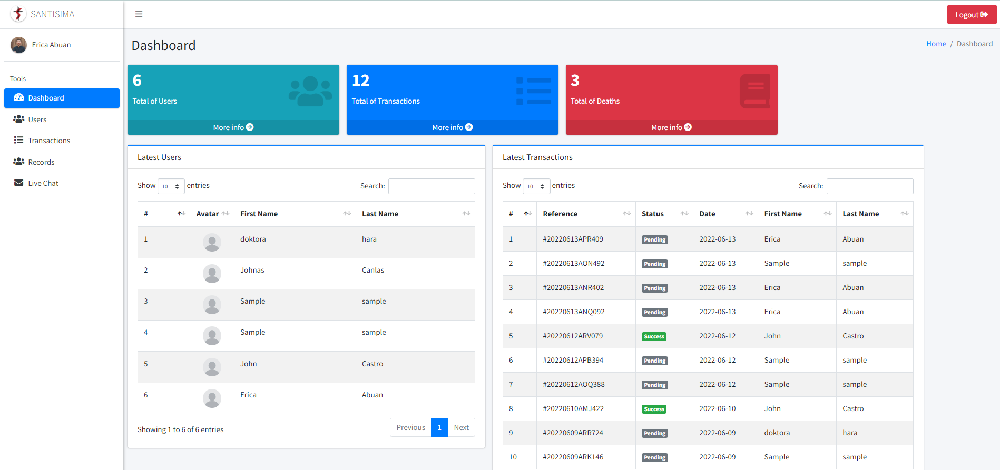 SANTISIMA
Logout
Erica Abuan
Dashboard
Home / Dashboard
Tools
Dashboard
Users
Transactions
Records
Live Chat
6
Total of Users
More info
12
Total of Transactions
More info
3
Total of Deaths
More info
Latest Users
Show 10 entries Search:
# Avatar First Name Last Name
1 doktora hara
2 Johnas Canlas
3 Sample sample
4 Sample sample
5 John Castro
6 Erica Abuan
Showing 1 to 6 of 6 entries
Previous 1 Next
Latest Transactions
Show 10 entries Search:
# Reference Status Date First Name Last Name
1 #20220613APR409 Pending 2022-06-13 Erica Abuan
2 #20220613AON492 Pending 2022-06-13 Sample sample
3 #20220613ANR402 Pending 2022-06-13 Erica Abuan
4 #20220613ANQ092 Pending 2022-06-13 Erica Abuan
5 #20220612ARV079 Success 2022-06-12 John Castro
6 #20220612APB394 Pending 2022-06-12 Sample sample
7 #20220612AOQ388 Pending 2022-06-12 Sample sample
8 #20220610AMJ422 Success 2022-06-10 John Castro
9 #20220609ARR724 Pending 2022-06-09 doktora hara
10 #20220609ARK146 Pending 2022-06-09 Sample sample